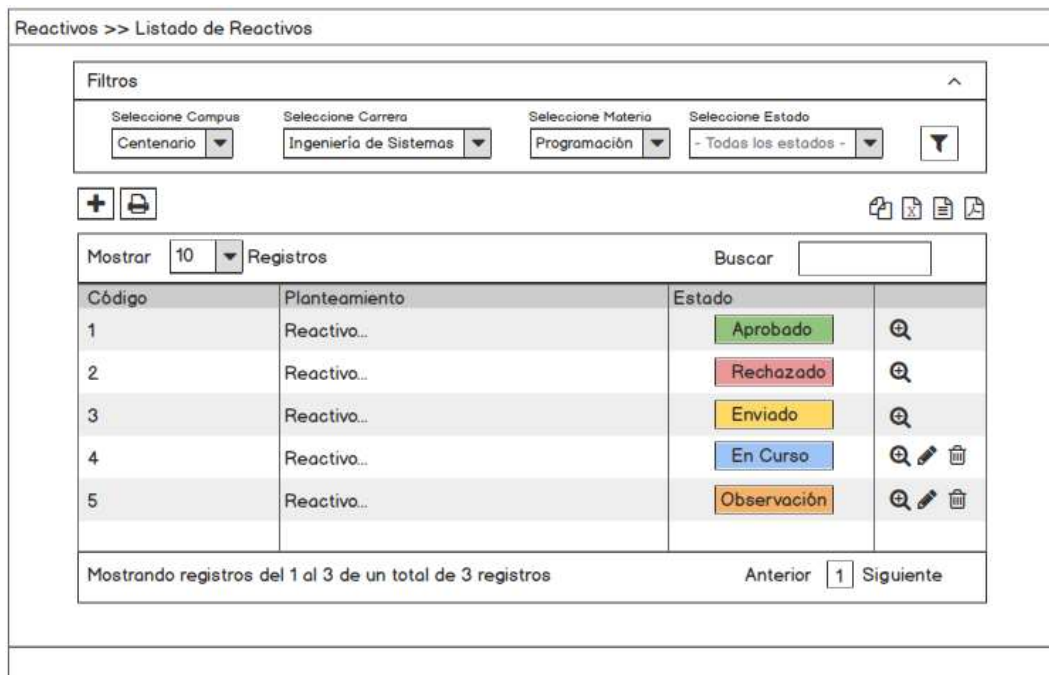 Reactivos >> Listado de Reactivos
Filtros
Seleccione Campus Seleccione Carrera Seleccione Materia Seleccione Estado
Centenario Ingeniería de Sistemas Programación - Todas los estados -
Mostrar 10 Registros Buscar
Código Planteamiento Estado
1 Reactivo... Aprobado
2 Reactivo... Rechazado
3 Reactivo... Enviado
4 Reactivo... En Curso
5 Reactivo... Observación
Mostrando registros del 1 al 3 de un total de 3 registros Anterior 1 Siguiente